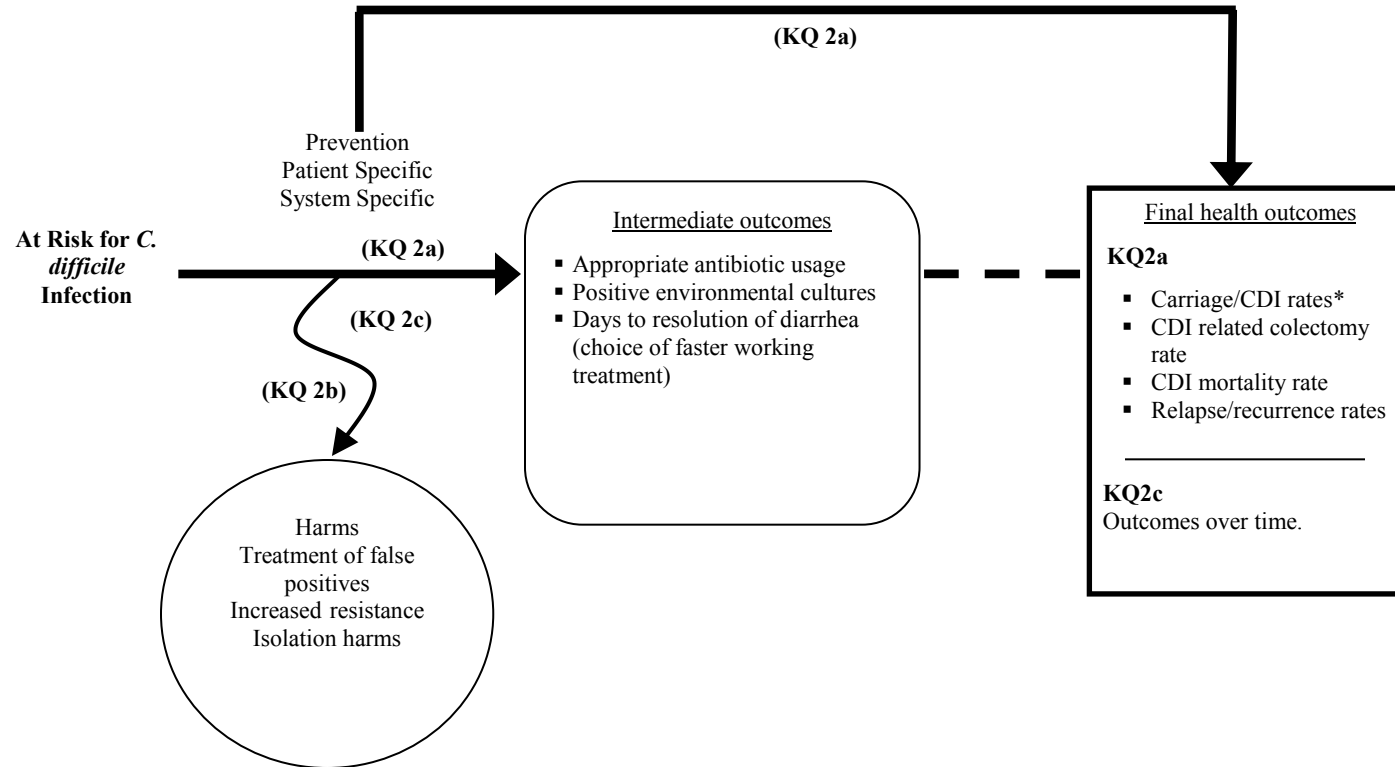 (KQ 2a)
Prevention
Patient Specific
System Specific
At Risk for C.
difficile
Infection
(KQ 2a)
(KQ 2c)
(KQ 2b)
Intermediate outcomes
▪ Appropriate antibiotic usage
▪ Positive environmental cultures
▪ Days to resolution of diarrhea
(choice of faster working
treatment)
Final health outcomes
KQ2a
▪ Carriage/CDI rates*
▪ CDI related colectomy
rate
▪ CDI mortality rate
▪ Relapse/recurrence rates
KQ2c
Outcomes over time.
Harms
Treatment of false
positives
Increased resistance
Isolation harms